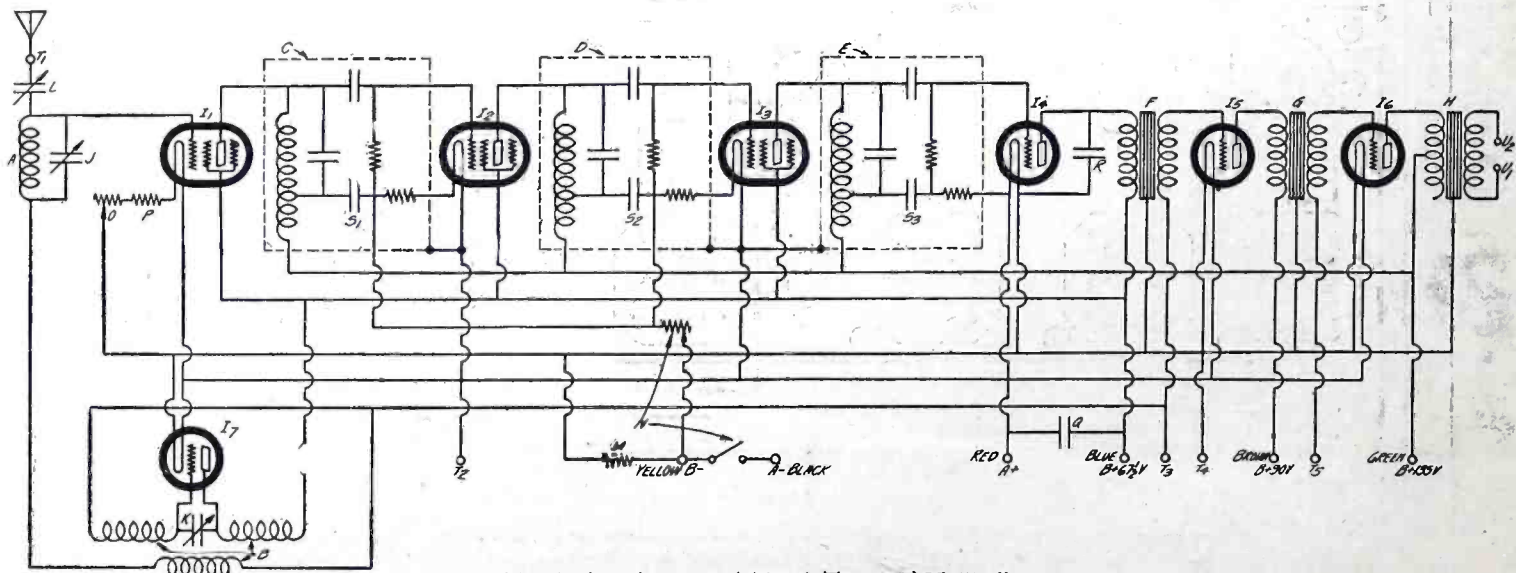 C
D
E
T1
L
I1
I2
I3
I4
F
I5
G
I6
H
A
J
R
U2
U1
O
P
S1
S2
S3
I7
N
M
Q
T2
YELLOW B-
A- BLACK
RED
A+
BLUE
B+67½V
T3
T4
BROWN
B+90V
T5
GREEN
B+135V
K
B